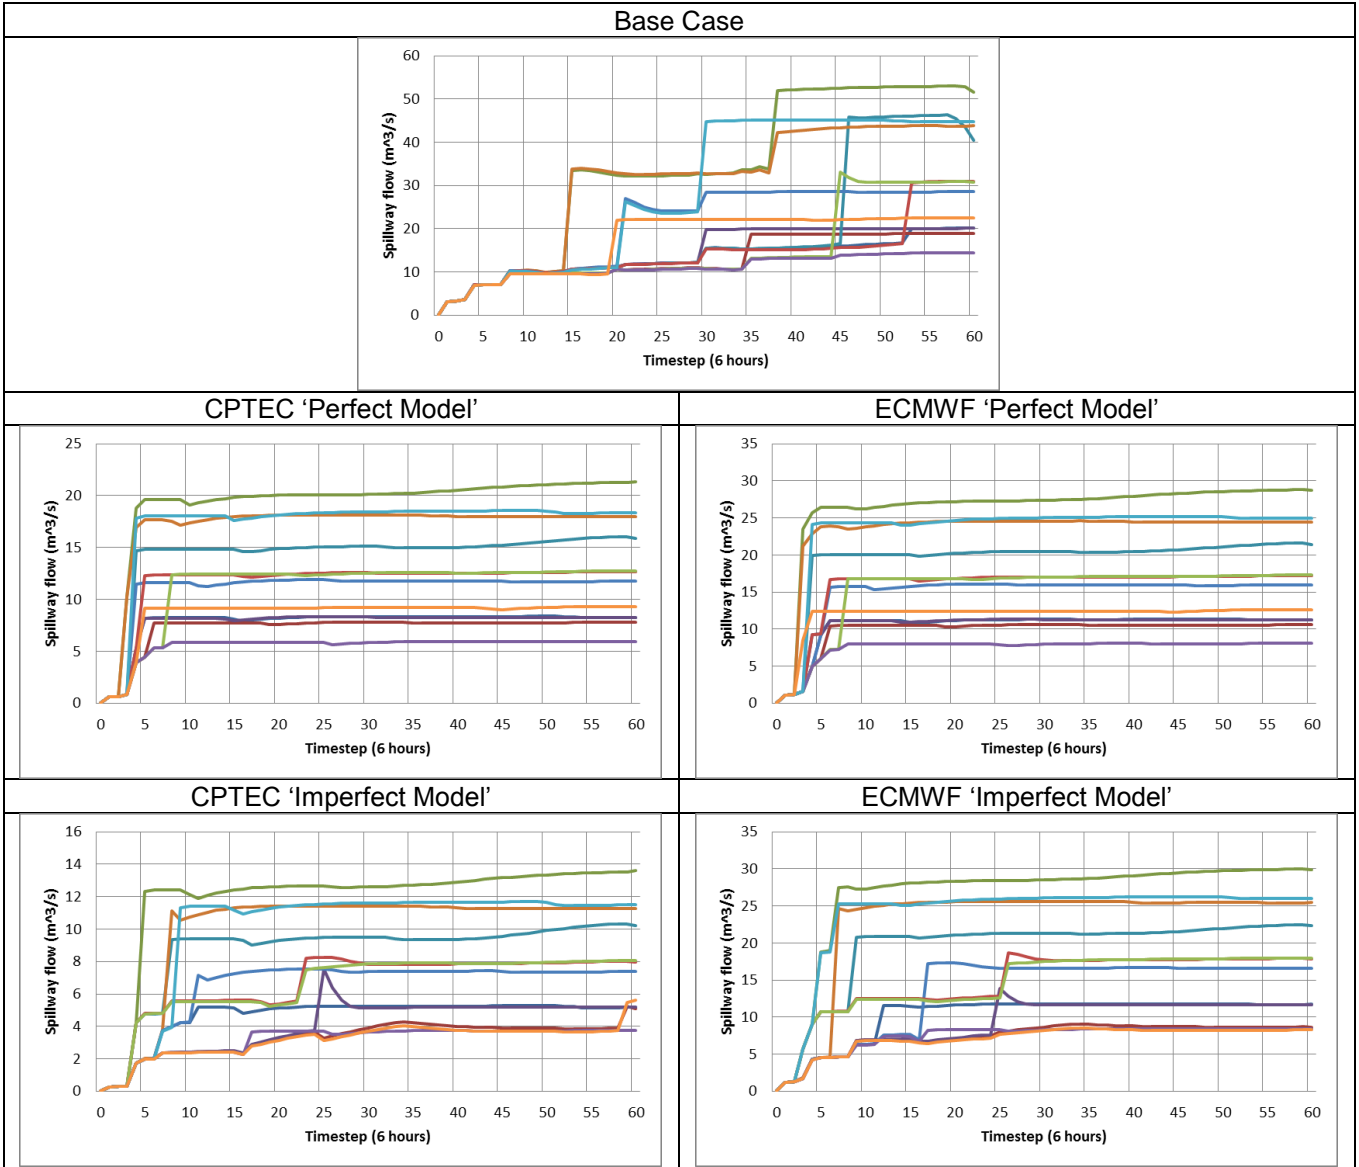 Base Case
60
50
40
30
20
10
0
Spillway flow (m^3/s)
0 5 10 15 20 25 30 35 40 45 50 55 60
Timestep (6 hours)
CPTEC ‘Perfect Model’
25
20
15
10
5
0
Spillway flow (m^3/s)
0 5 10 15 20 25 30 35 40 45 50 55 60
Timestep (6 hours)
ECMWF ‘Perfect Model’
35
30
25
20
15
10
5
0
Spillway flow (m^3/s)
0 5 10 15 20 25 30 35 40 45 50 55 60
Timestep (6 hours)
CPTEC ‘Imperfect Model’
16
14
12
10
8
6
4
2
0
Spillway flow (m^3/s)
0 5 10 15 20 25 30 35 40 45 50 55 60
Timestep (6 hours)
ECMWF ‘Imperfect Model’
35
30
25
20
15
10
5
0
Spillway flow (m^3/s)
0 5 10 15 20 25 30 35 40 45 50 55 60
Timestep (6 hours)